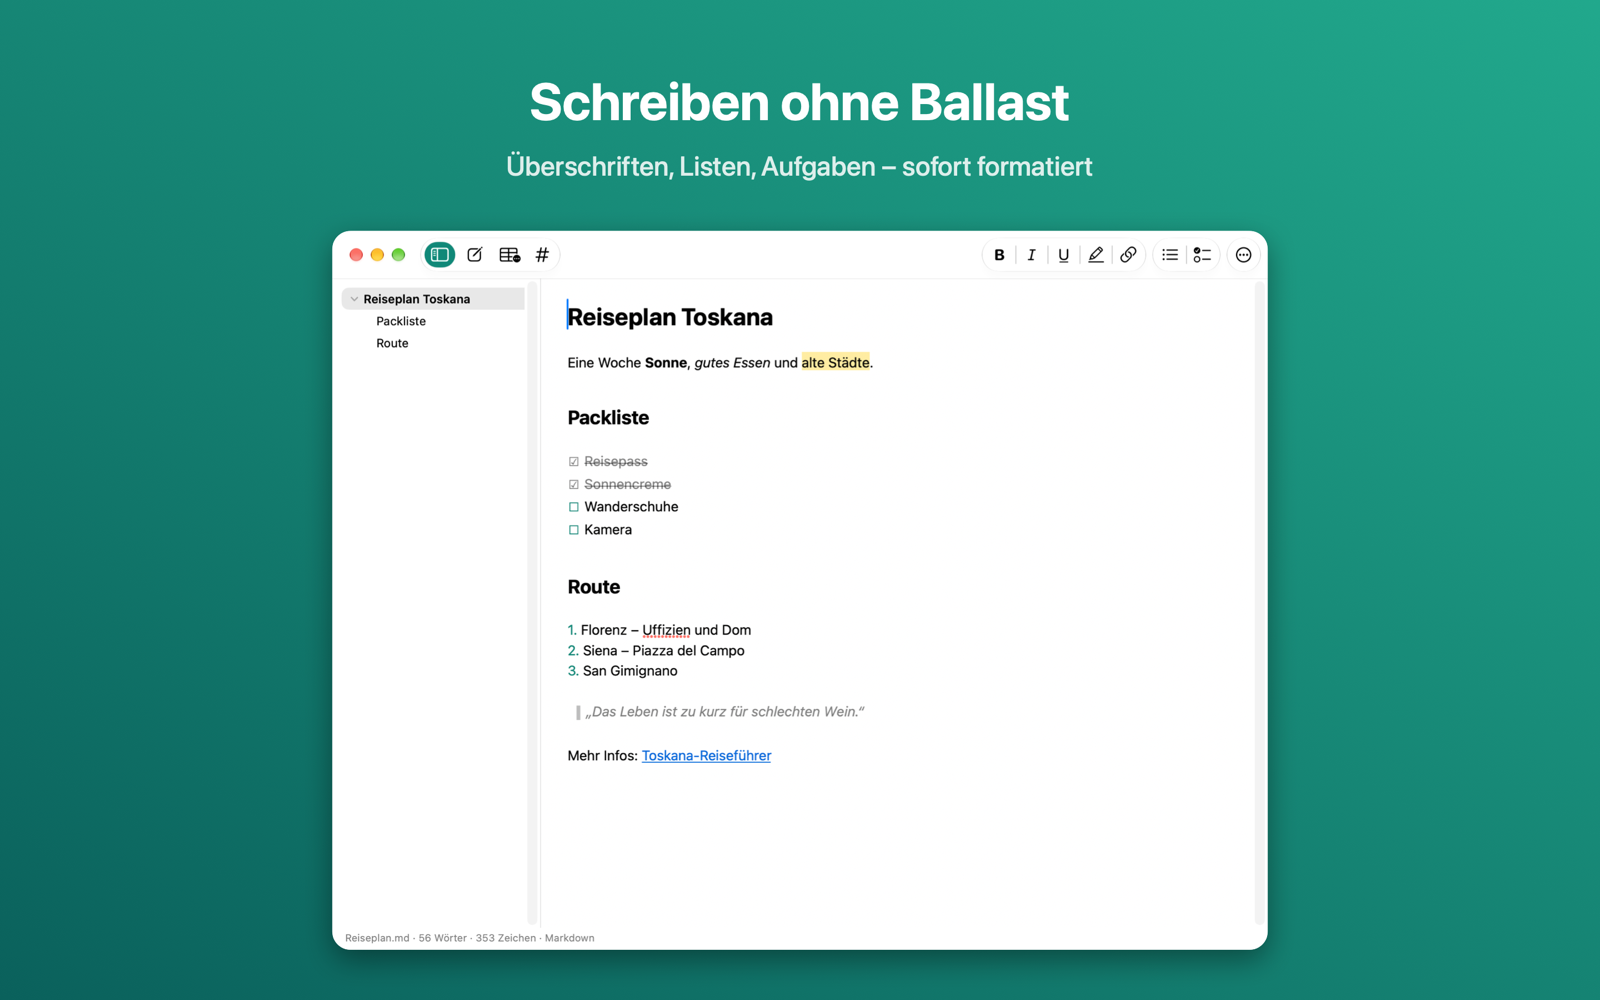 Schreiben ohne Ballast
Überschriften, Listen, Aufgaben – sofort formatiert
#
B I U
Reiseplan Toskana
Packliste
Route
Reiseplan Toskana
Eine Woche Sonne, gutes Essen und alte Städte.
Packliste
Reisepass
Sonnencreme
Wanderschuhe
Kamera
Route
1. Florenz – Uffizien und Dom
2. Siena – Piazza del Campo
3. San Gimignano
„Das Leben ist zu kurz für schlechten Wein.“
Mehr Infos: Toskana-Reiseführer
Reiseplan.md · 56 Wörter · 353 Zeichen · Markdown